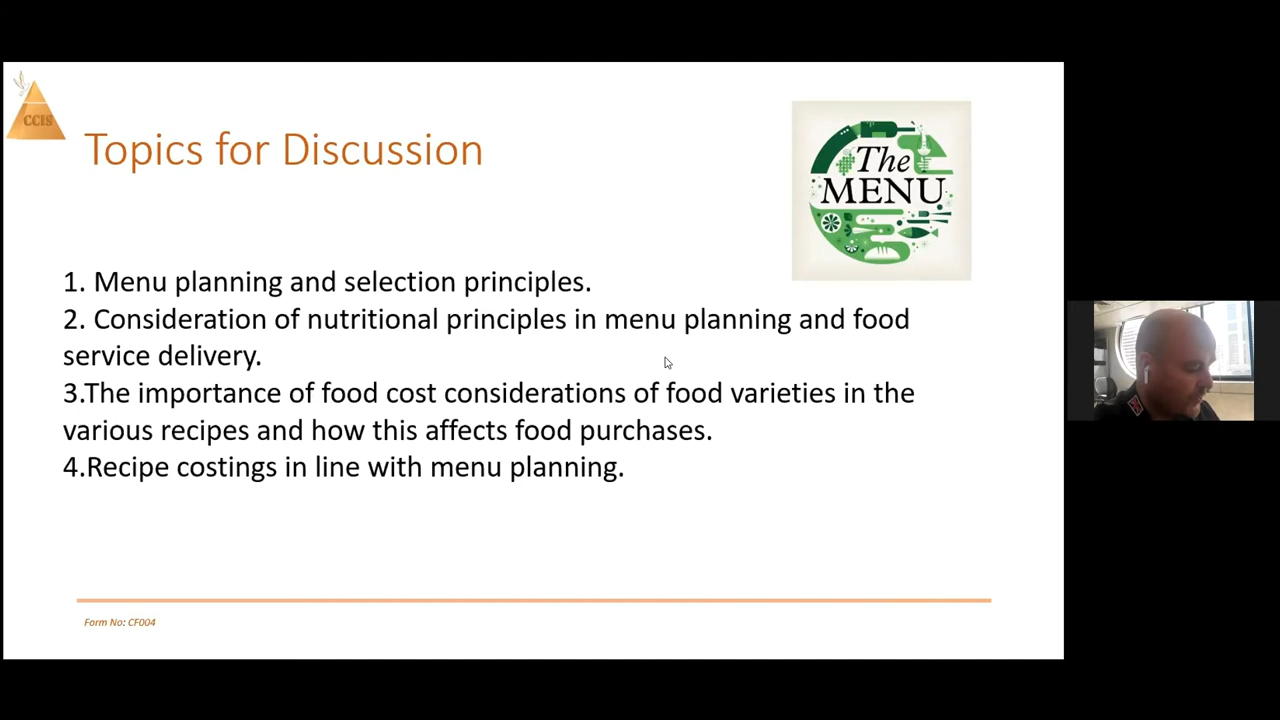 CCIS
Topics for Discussion
The
MENU
1. Menu planning and selection principles.
2. Consideration of nutritional principles in menu planning and food
service delivery.
3.The importance of food cost considerations of food varieties in the
various recipes and how this affects food purchases.
4.Recipe costings in line with menu planning.
Form No: CF004